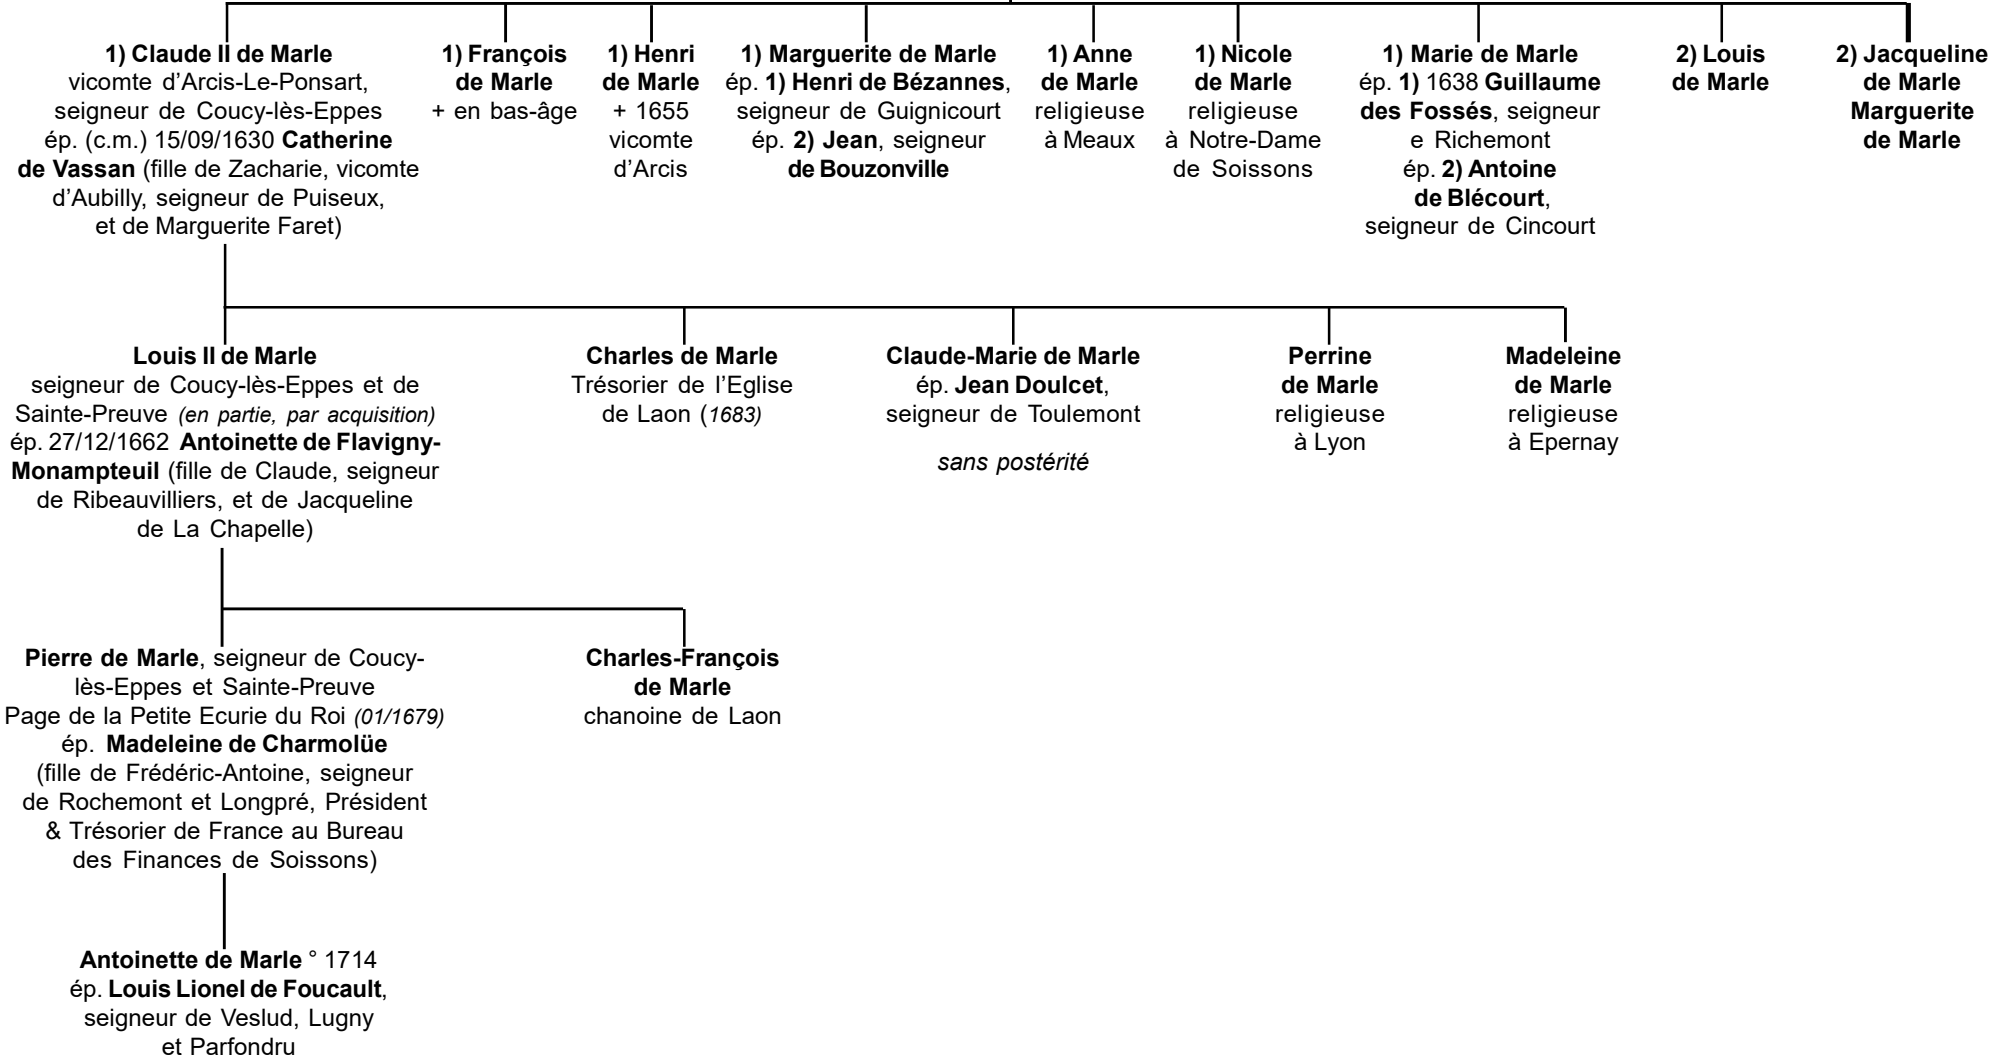 1) Claude II de Marle
vicomte d'Arcis-Le-Ponsart,
seigneur de Coucy-lès-Eppes
ép. (c.m.) 15/09/1630 Catherine
de Vassan (fille de Zacharie, vicomte
d'Aubilly, seigneur de Puiseux,
et de Marguerite Faret)
1) François
de Marle
+ en bas-âge
1) Henri
de Marle
+ 1655
vicomte
d'Arcis
1) Marguerite de Marle
ép. 1) Henri de Bézannes,
seigneur de Guignicourt
ép. 2) Jean, seigneur
de Bouzonville
1) Anne
de Marle
religieuse
à Meaux
1) Nicole
de Marle
religieuse
à Notre-Dame
de Soissons
1) Marie de Marle
ép. 1) 1638 Guillaume
des Fossés, seigneur
e Richemont
ép. 2) Antoine
de Blécourt,
seigneur de Cincourt
2) Louis
de Marle
2) Jacqueline
de Marle
Marguerite
de Marle
Louis II de Marle
seigneur de Coucy-lès-Eppes et de
Sainte-Preuve (en partie, par acquisition)
ép. 27/12/1662 Antoinette de Flavigny-
Monampteuil (fille de Claude, seigneur
de Ribeauvilliers, et de Jacqueline
de La Chapelle)
Charles de Marle
Trésorier de l'Eglise
de Laon (1683)
Claude-Marie de Marle
ép. Jean Doulcet,
seigneur de Toulemont
sans postérité
Perrine
de Marle
religieuse
à Lyon
Madeleine
de Marle
religieuse
à Epernay
Pierre de Marle, seigneur de Coucy-
lès-Eppes et Sainte-Preuve
Page de la Petite Ecurie du Roi (01/1679)
ép. Madeleine de Charmolüe
(fille de Frédéric-Antoine, seigneur
de Rochemont et Longpré, Président
& Trésorier de France au Bureau
des Finances de Soissons)
Charles-François
de Marle
chanoine de Laon
Antoinette de Marle ° 1714
ép. Louis Lionel de Foucault,
seigneur de Veslud, Lugny
et Parfondru